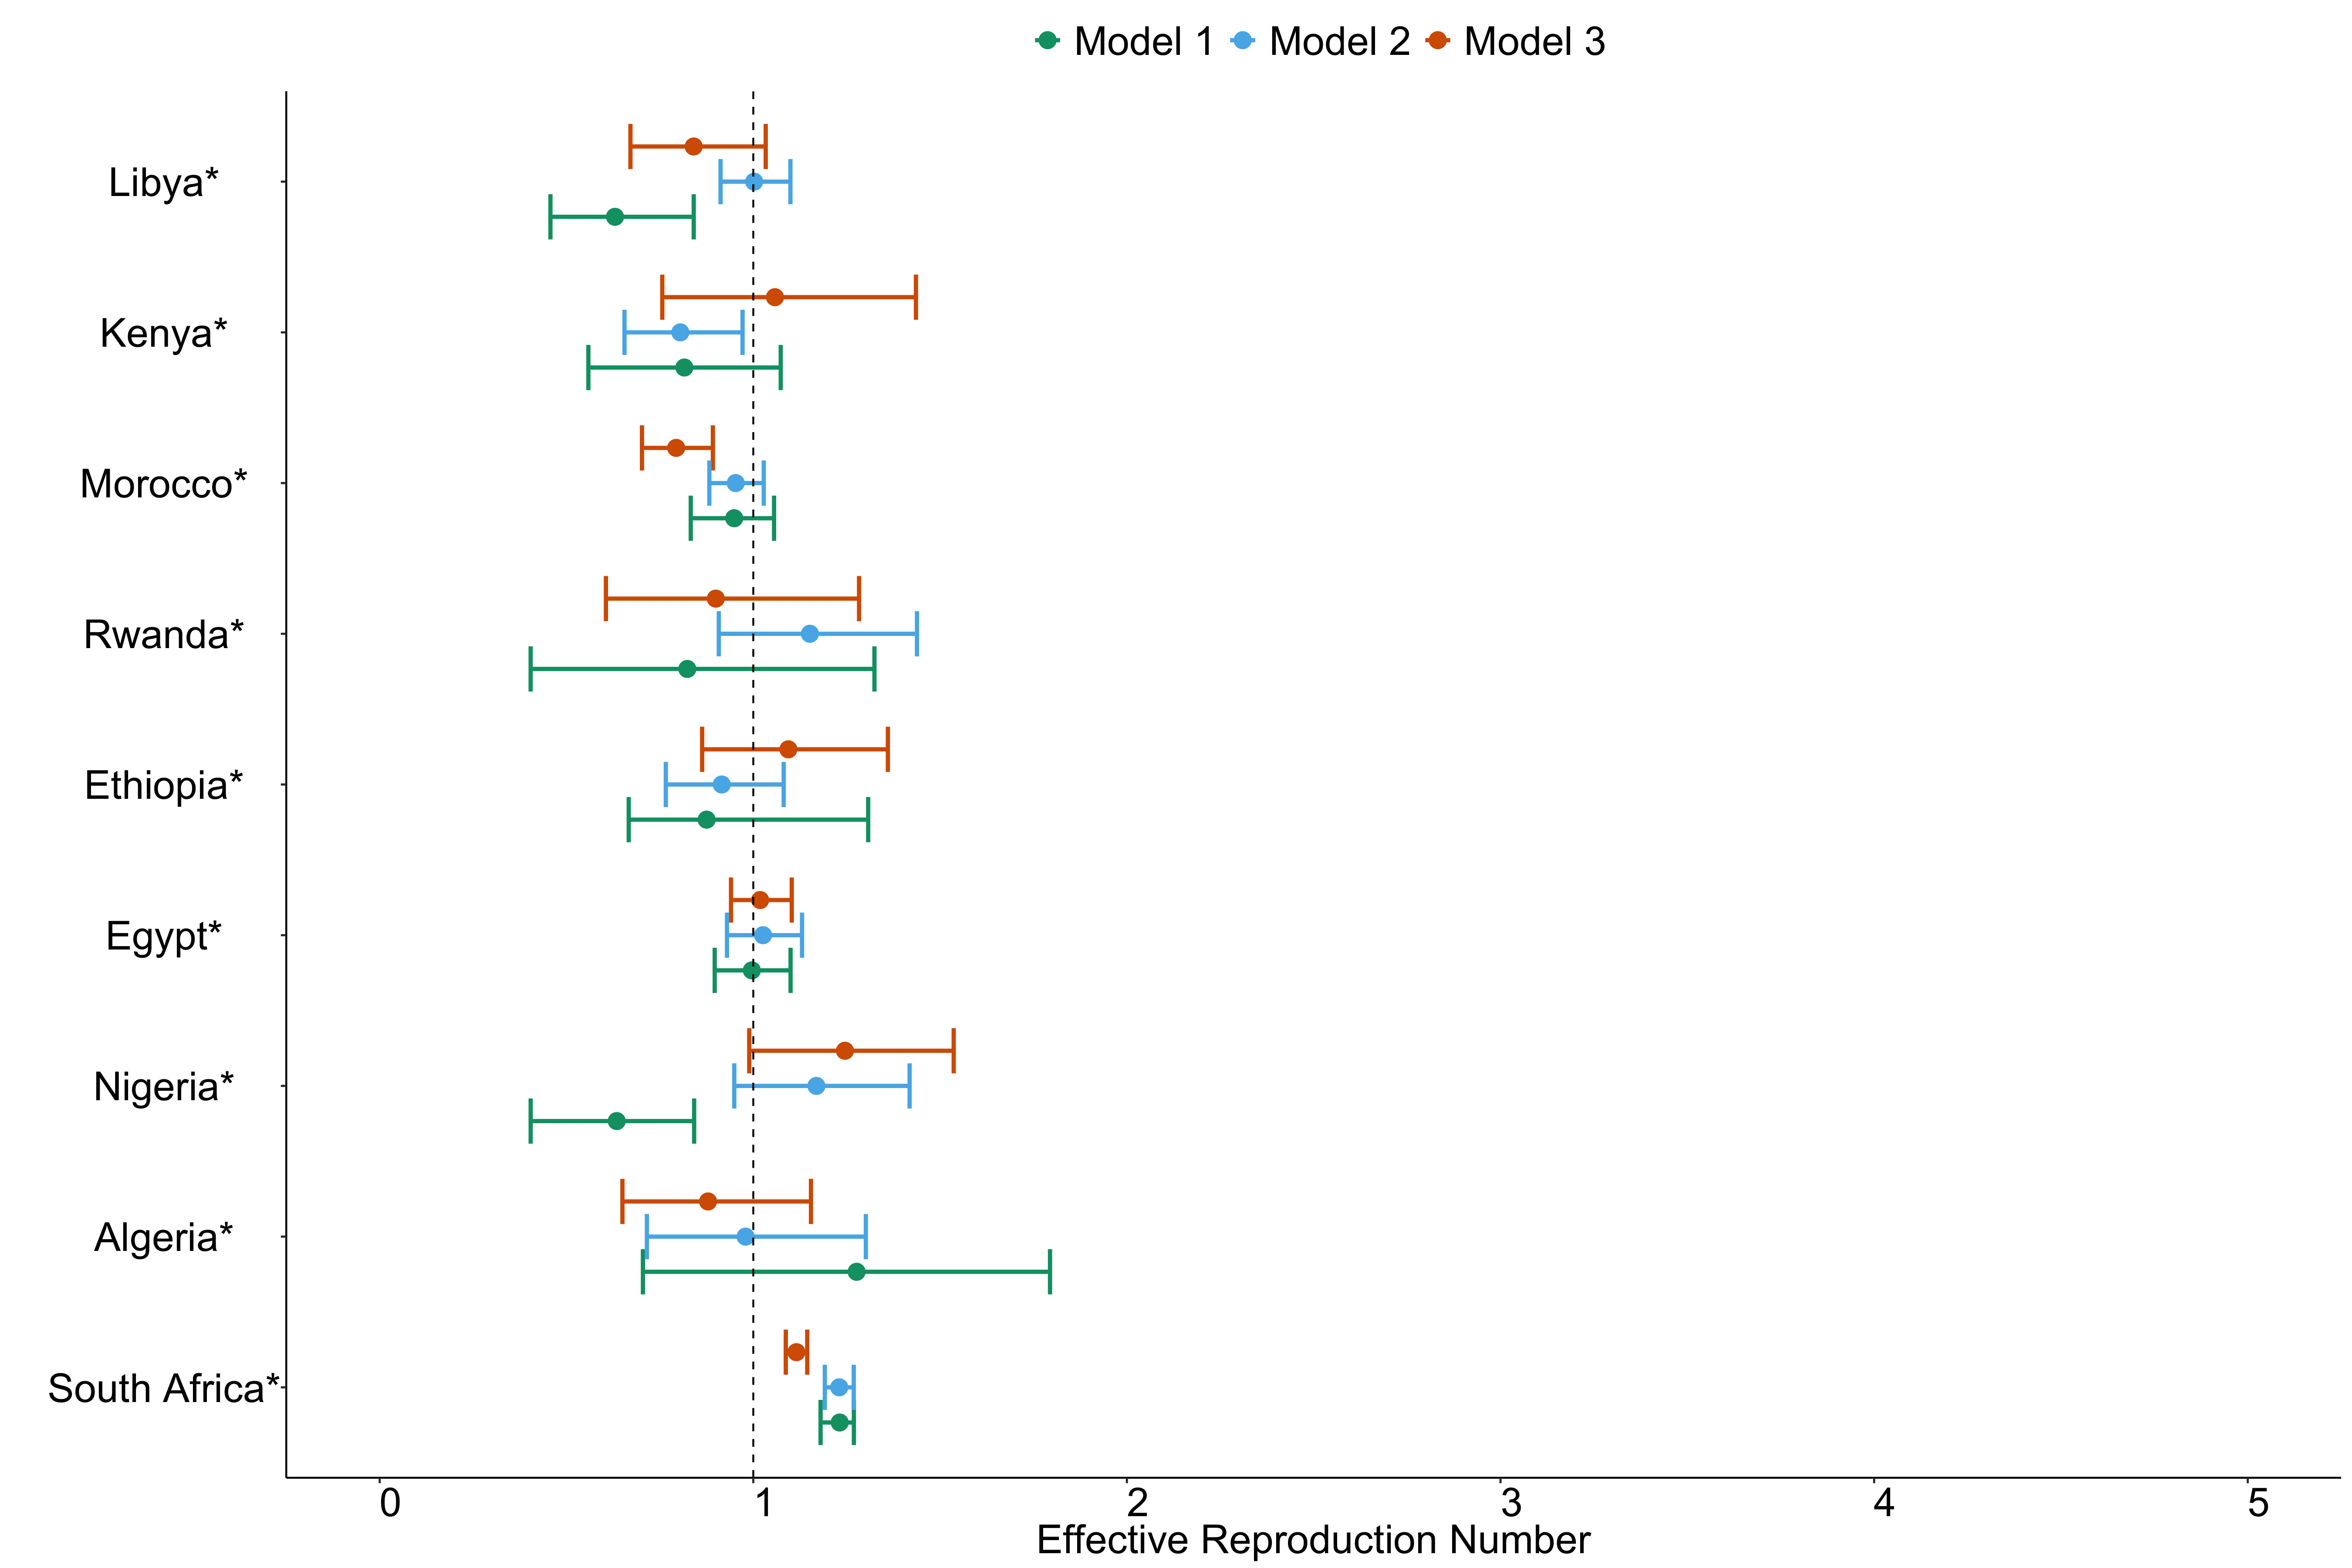 Model 1 Model 2 Model 3
Libya*
Kenya*
Morocco*
Rwanda*
Ethiopia*
Egypt*
Nigeria*
Algeria*
South Africa*
0 1 2 3 4 5
Effective Reproduction Number